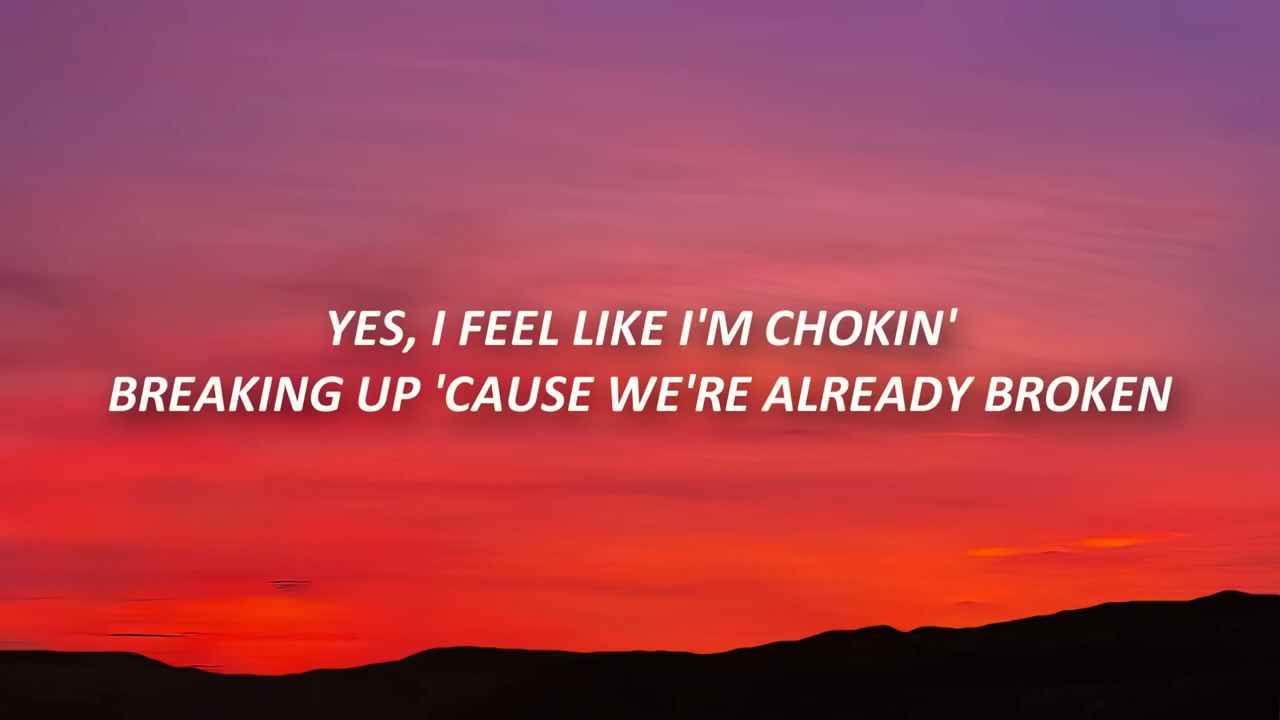 YES, I FEEL LIKE I'M CHOKIN'
BREAKING UP 'CAUSE WE'RE ALREADY BROKEN